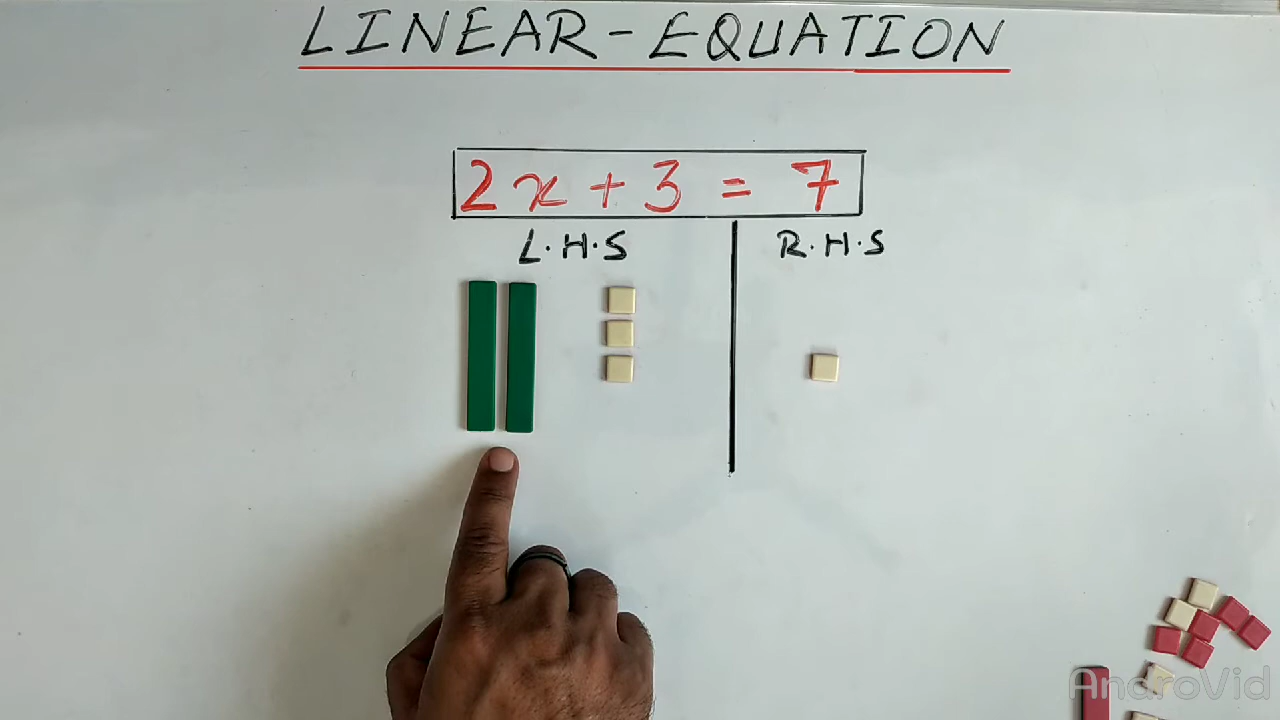 LINEAR-EQUATION
2x + 3 = 7
L.H.S R.H.S
AndroVid